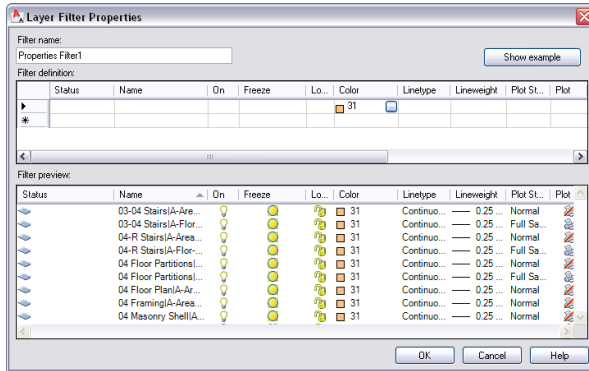 Layer Filter Properties
Filter name:
Properties Filter1
Show example
Filter definition:
Status Name On Freeze Lo... Color Linetype Lineweight Plot St... Plot
31 ...
Filter preview:
Status Name On Freeze Lo... Color Linetype Lineweight Plot St... Plot
03-04 Stairs|A-Are... 31 Continuo... 0.25 ... Normal
03-04 Stairs|A-Flor... 31 Continuo... 0.25 ... Full Sa...
04-R Stairs|A-Area... 31 Continuo... 0.25 ... Normal
04-R Stairs|A-Flor-... 31 Continuo... 0.25 ... Full Sa...
04 Floor Partitions|... 31 Continuo... 0.25 ... Normal
04 Floor Partitions|... 31 Continuo... 0.25 ... Full Sa...
04 Floor Plan|A-Ar... 31 Continuo... 0.25 ... Normal
04 Framing|A-Area... 31 Continuo... 0.25 ... Normal
04 Masonry Shell|A... 31 Continuo... 0.25 ... Normal
OK Cancel Help